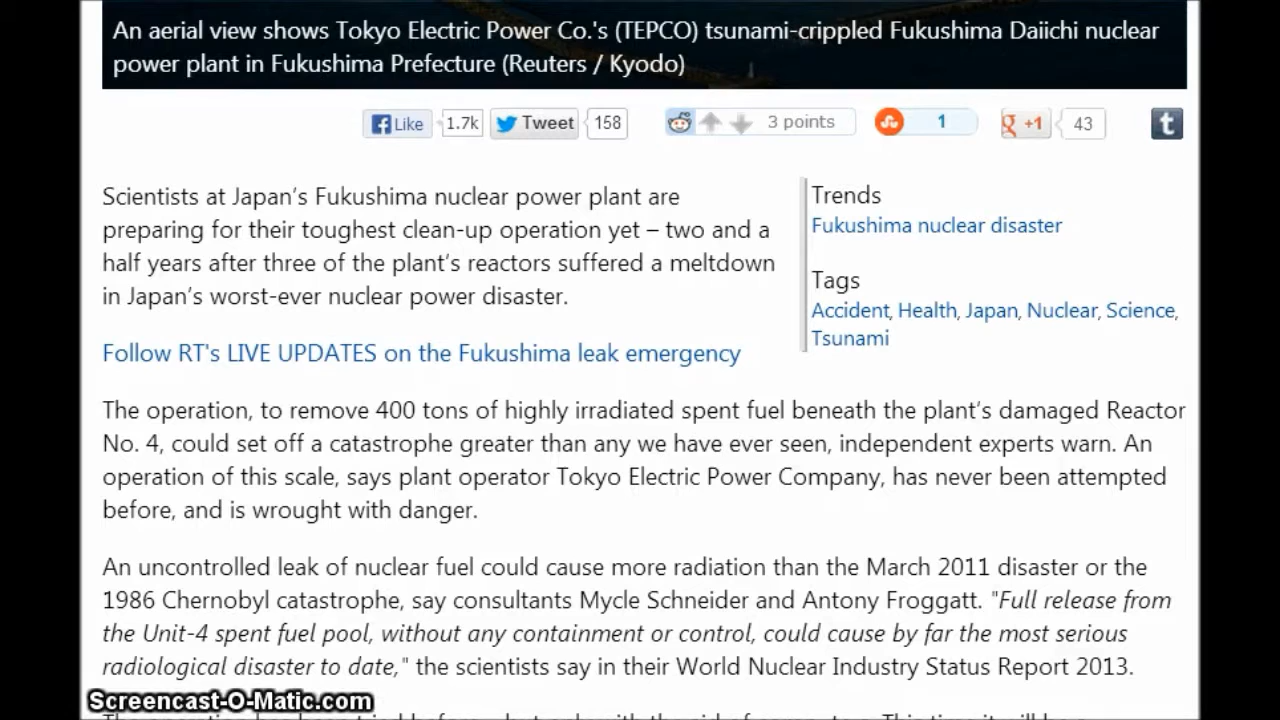 An aerial view shows Tokyo Electric Power Co.'s (TEPCO) tsunami-crippled Fukushima Daiichi nuclear
power plant in Fukushima Prefecture (Reuters / Kyodo)
Like 1.7k Tweet 158 3 points 1 g +1 43 t
Scientists at Japan's Fukushima nuclear power plant are
preparing for their toughest clean-up operation yet – two and a
half years after three of the plant's reactors suffered a meltdown
in Japan's worst-ever nuclear power disaster.
Trends
Fukushima nuclear disaster
Tags
Accident, Health, Japan, Nuclear, Science,
Tsunami
Follow RT's LIVE UPDATES on the Fukushima leak emergency
The operation, to remove 400 tons of highly irradiated spent fuel beneath the plant's damaged Reactor
No. 4, could set off a catastrophe greater than any we have ever seen, independent experts warn. An
operation of this scale, says plant operator Tokyo Electric Power Company, has never been attempted
before, and is wrought with danger.
An uncontrolled leak of nuclear fuel could cause more radiation than the March 2011 disaster or the
1986 Chernobyl catastrophe, say consultants Mycle Schneider and Antony Froggatt. "Full release from
the Unit-4 spent fuel pool, without any containment or control, could cause by far the most serious
radiological disaster to date," the scientists say in their World Nuclear Industry Status Report 2013.
Screencast-O-Matic.com